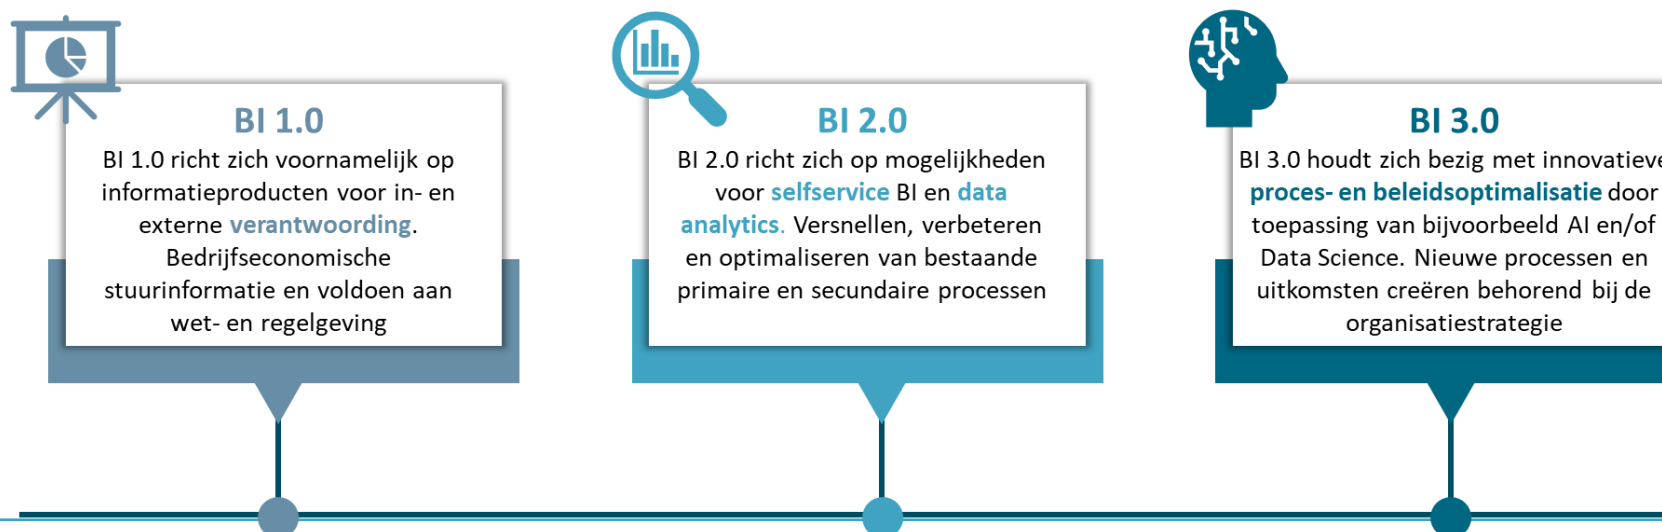 BI 1.0
BI 1.0 richt zich voornamelijk op
informatieproducten voor in- en
externe verantwoording.
Bedrijfseconomische
stuurinformatie en voldoen aan
wet- en regelgeving
BI 2.0
BI 2.0 richt zich op mogelijkheden
voor selfservice BI en data
analytics. Versnellen, verbeteren
en optimaliseren van bestaande
primaire en secundaire processen
BI 3.0
BI 3.0 houdt zich bezig met innovatieve
proces- en beleidsoptimalisatie door
toepassing van bijvoorbeeld AI en/of
Data Science. Nieuwe processen en
uitkomsten creëren behorend bij de
organisatiestrategie